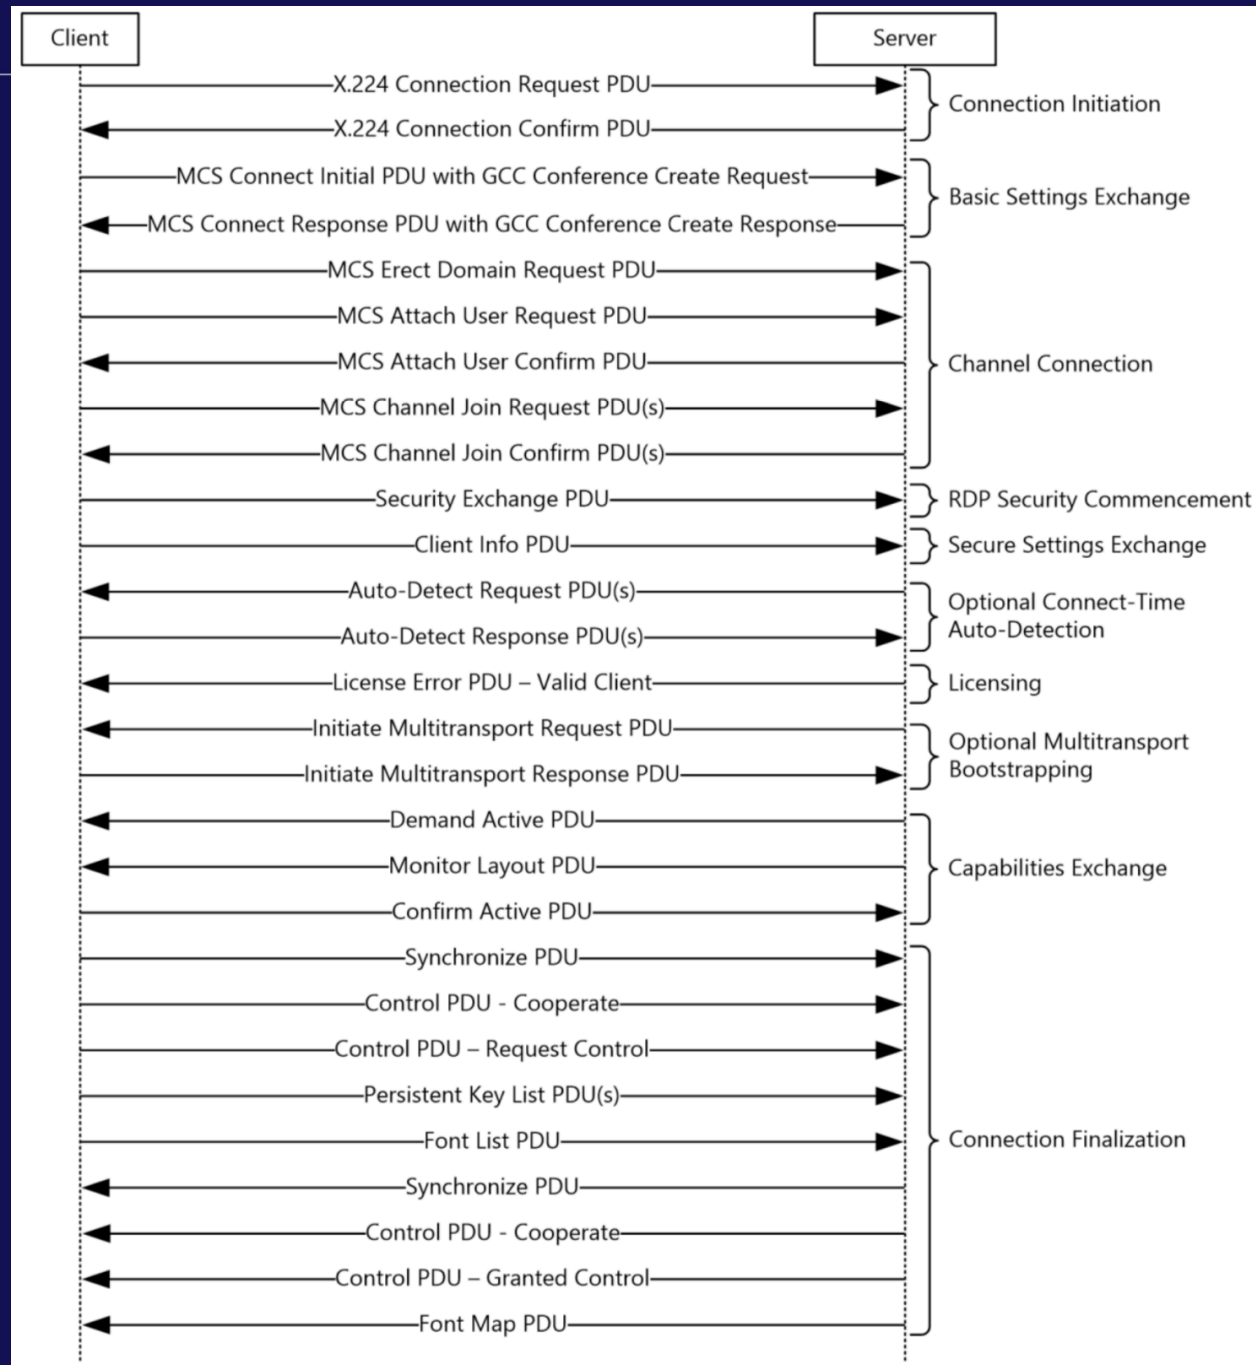 Client
Server
X.224 Connection Request PDU
Connection Initiation
X.224 Connection Confirm PDU
MCS Connect Initial PDU with GCC Conference Create Request
Basic Settings Exchange
MCS Connect Response PDU with GCC Conference Create Response
MCS Erect Domain Request PDU
MCS Attach User Request PDU
MCS Attach User Confirm PDU
Channel Connection
MCS Channel Join Request PDU(s)
MCS Channel Join Confirm PDU(s)
Security Exchange PDU
RDP Security Commencement
Client Info PDU
Secure Settings Exchange
Auto-Detect Request PDU(s)
Optional Connect-Time
Auto-Detection
Auto-Detect Response PDU(s)
License Error PDU – Valid Client
Licensing
Initiate Multitransport Request PDU
Optional Multitransport
Bootstrapping
Initiate Multitransport Response PDU
Demand Active PDU
Monitor Layout PDU
Capabilities Exchange
Confirm Active PDU
Synchronize PDU
Control PDU - Cooperate
Control PDU – Request Control
Persistent Key List PDU(s)
Font List PDU
Connection Finalization
Synchronize PDU
Control PDU - Cooperate
Control PDU – Granted Control
Font Map PDU